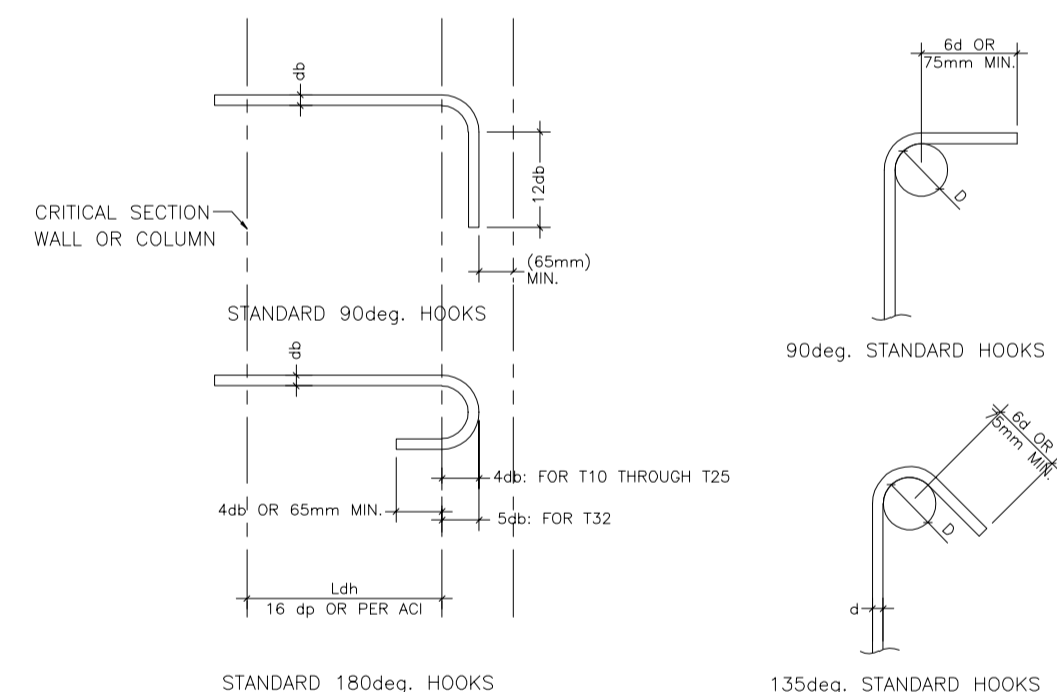 db
12db
CRITICAL SECTION
WALL OR COLUMN
(65mm)
MIN.
STANDARD 90deg. HOOKS
db
4db: FOR T10 THROUGH T25
4db OR 65mm MIN.
5db: FOR T32
Ldh
16 dp OR PER ACI
STANDARD 180deg. HOOKS
6d OR
75mm MIN.
D
90deg. STANDARD HOOKS
6d OR
75mm MIN.
D
d
135deg. STANDARD HOOKS